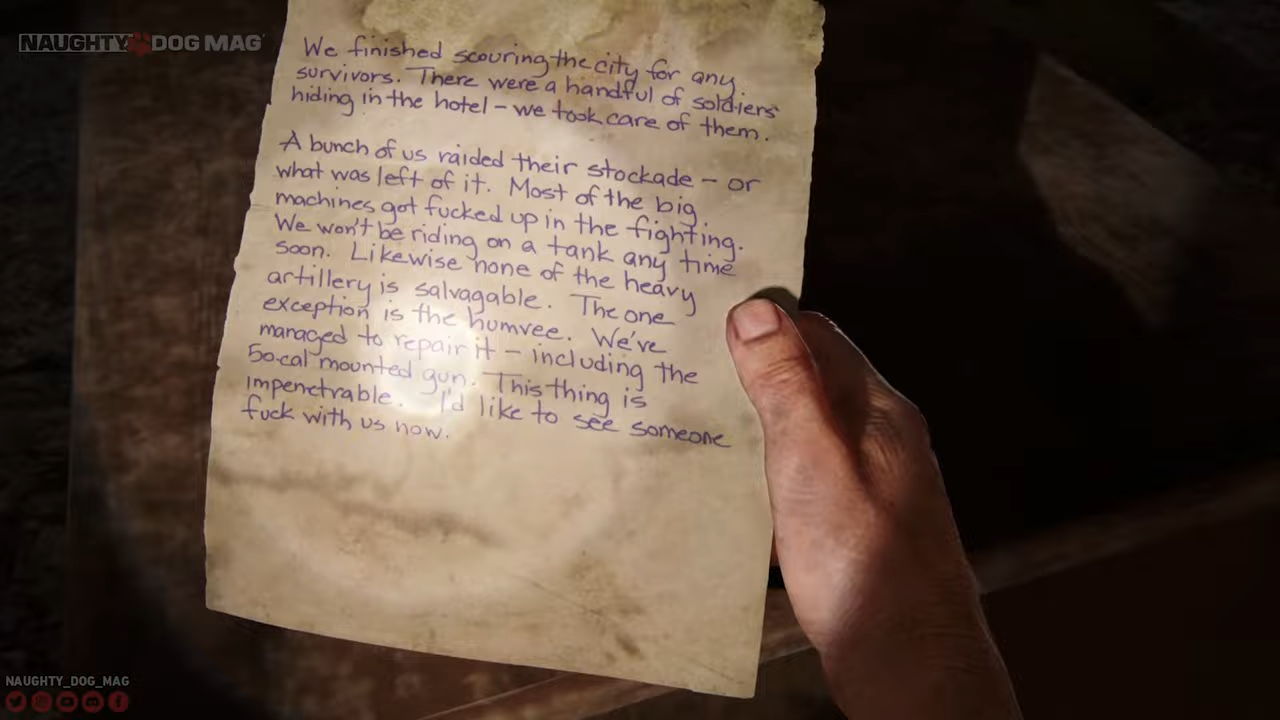 NAUGHTY DOG MAG
We finished scouring the city for any
survivors. There were a handful of soldiers
hiding in the hotel – we took care of them.
A bunch of us raided their stockade – or
what was left of it. Most of the big
machines got fucked up in the fighting.
We won't be riding on a tank any time
soon. Likewise none of the heavy
artillery is salvagable. The one
exception is the humvee. We've
managed to repair it – including the
50cal mounted gun. This thing is
impenetrable. I'd like to see someone
fuck with us now.
NAUGHTY_DOG_MAG